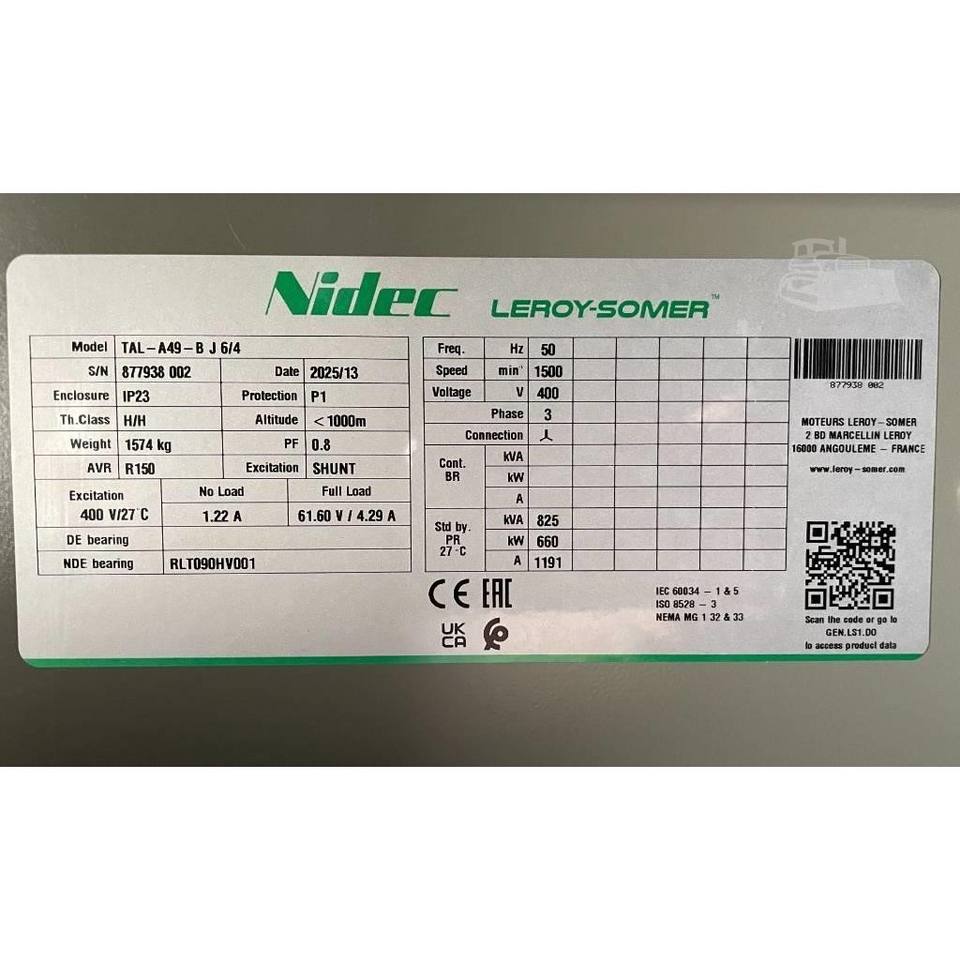 Nidec LEROY-SOMER™
Model TAL-A49-B J 6/4
S/N 877938 002 Date 2025/13
Enclosure IP23 Protection P1
Th.Class H/H Altitude <1000m
Weight 1574 kg PF 0.8
AVR R150 Excitation SHUNT
Excitation No Load Full Load
400 V/27°C 1.22 A 61.60 V / 4.29 A
DE bearing
NDE bearing RLT090HV001
Freq. Hz 50
Speed min⁻¹ 1500
Voltage V 400
Phase 3
Connection
Cont. BR kVA
kW
A
Std by. PR 27°C kVA 825
kW 660
A 1191
CE EAC
UK CA
IEC 60034 - 1 & 5
ISO 8528 - 3
NEMA MG 1 32 & 33
877938 002
MOTEURS LEROY-SOMER
2 BD MARCELLIN LEROY
16000 ANGOULEME - FRANCE
www.leroy-somer.com
Scan the code or go to
GEN.LS1.DO
to access product data